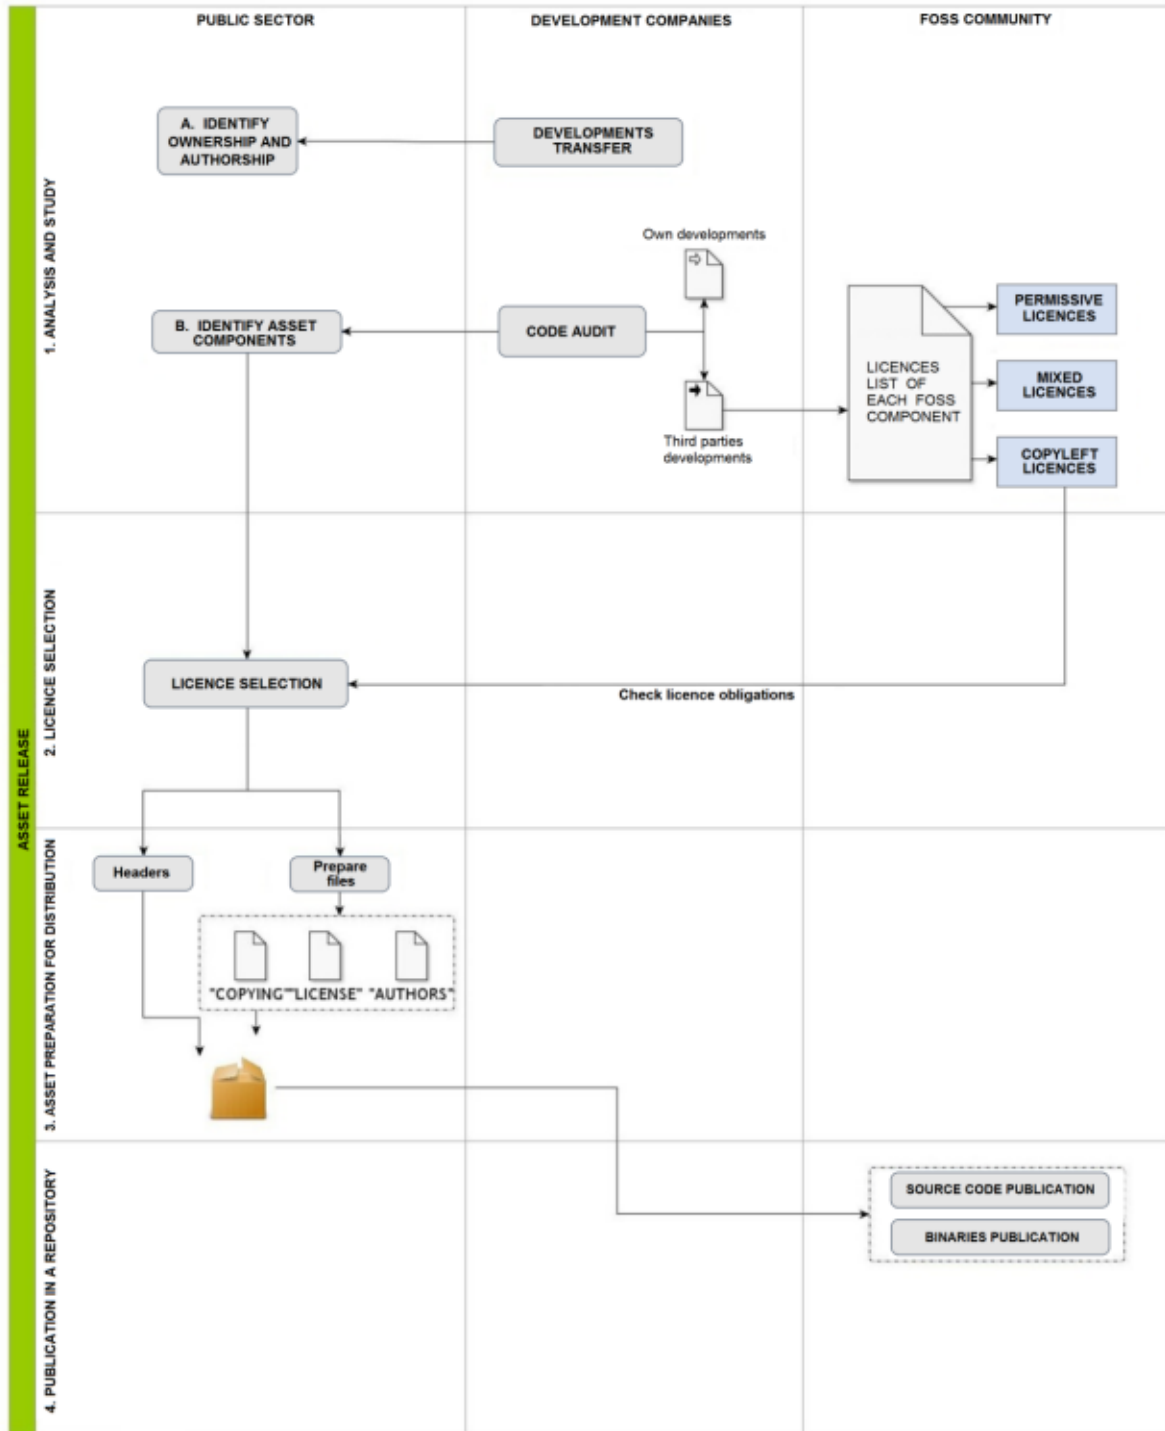 PUBLIC SECTOR
DEVELOPMENT COMPANIES
FOSS COMMUNITY
ASSET RELEASE
1. ANALYSIS AND STUDY
A. IDENTIFY
OWNERSHIP AND
AUTHORSHIP
DEVELOPMENTS
TRANSFER
Own developments
B. IDENTIFY ASSET
COMPONENTS
CODE AUDIT
Third parties
developments
LICENCES
LIST OF
EACH FOSS
COMPONENT
PERMISSIVE
LICENCES
MIXED
LICENCES
COPYLEFT
LICENCES
2. LICENCE SELECTION
LICENCE SELECTION
Check licence obligations
3. ASSET PREPARATION FOR DISTRIBUTION
Headers
Prepare
files
"COPYING" "LICENSE" "AUTHORS"
4. PUBLICATION IN A REPOSITORY
SOURCE CODE PUBLICATION
BINARIES PUBLICATION